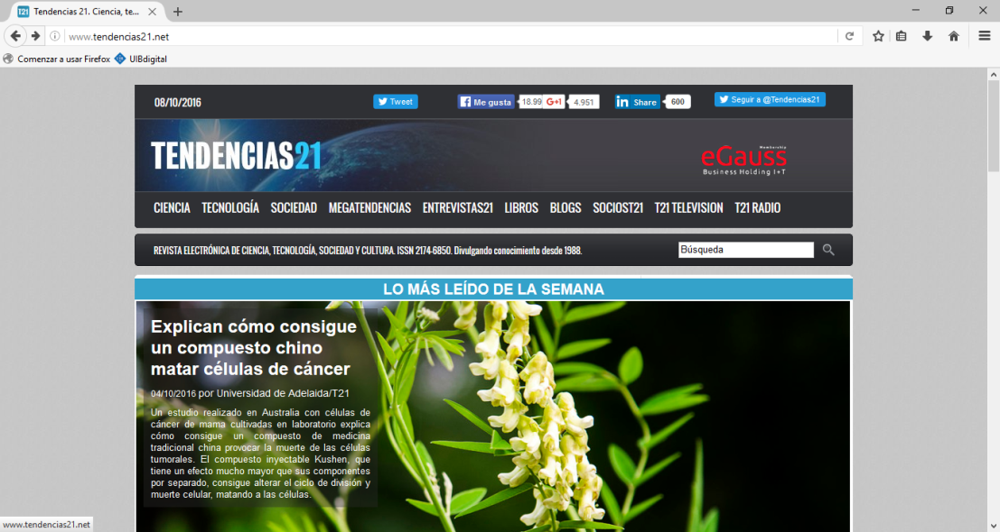 T21 Tendencias 21. Ciencia, te...
www.tendencias21.net
Comenzar a usar Firefox UIBdigital
08/10/2016 Tweet Me gusta 18.99 G+1 4.951 in Share 600 Seguir a @Tendencias21
TENDENCIAS21
Membership
eGauss
Business Holding I+T
CIENCIA TECNOLOGÍA SOCIEDAD MEGATENDENCIAS ENTREVISTAS21 LIBROS BLOGS SOCIOST21 T21 TELEVISION T21 RADIO
REVISTA ELECTRÓNICA DE CIENCIA, TECNOLOGÍA, SOCIEDAD Y CULTURA. ISSN 2174-6850. Divulgando conocimiento desde 1988. Búsqueda
LO MÁS LEÍDO DE LA SEMANA
Explican cómo consigue
un compuesto chino
matar células de cáncer
04/10/2016 por Universidad de Adelaida/T21
Un estudio realizado en Australia con células de
cáncer de mama cultivadas en laboratorio explica
cómo consigue un compuesto de medicina
tradicional china provocar la muerte de las células
tumorales. El compuesto inyectable Kushen, que
tiene un efecto mucho mayor que sus componentes
por separado, consigue alterar el ciclo de división y
muerte celular, matando a las células.
www.tendencias21.net